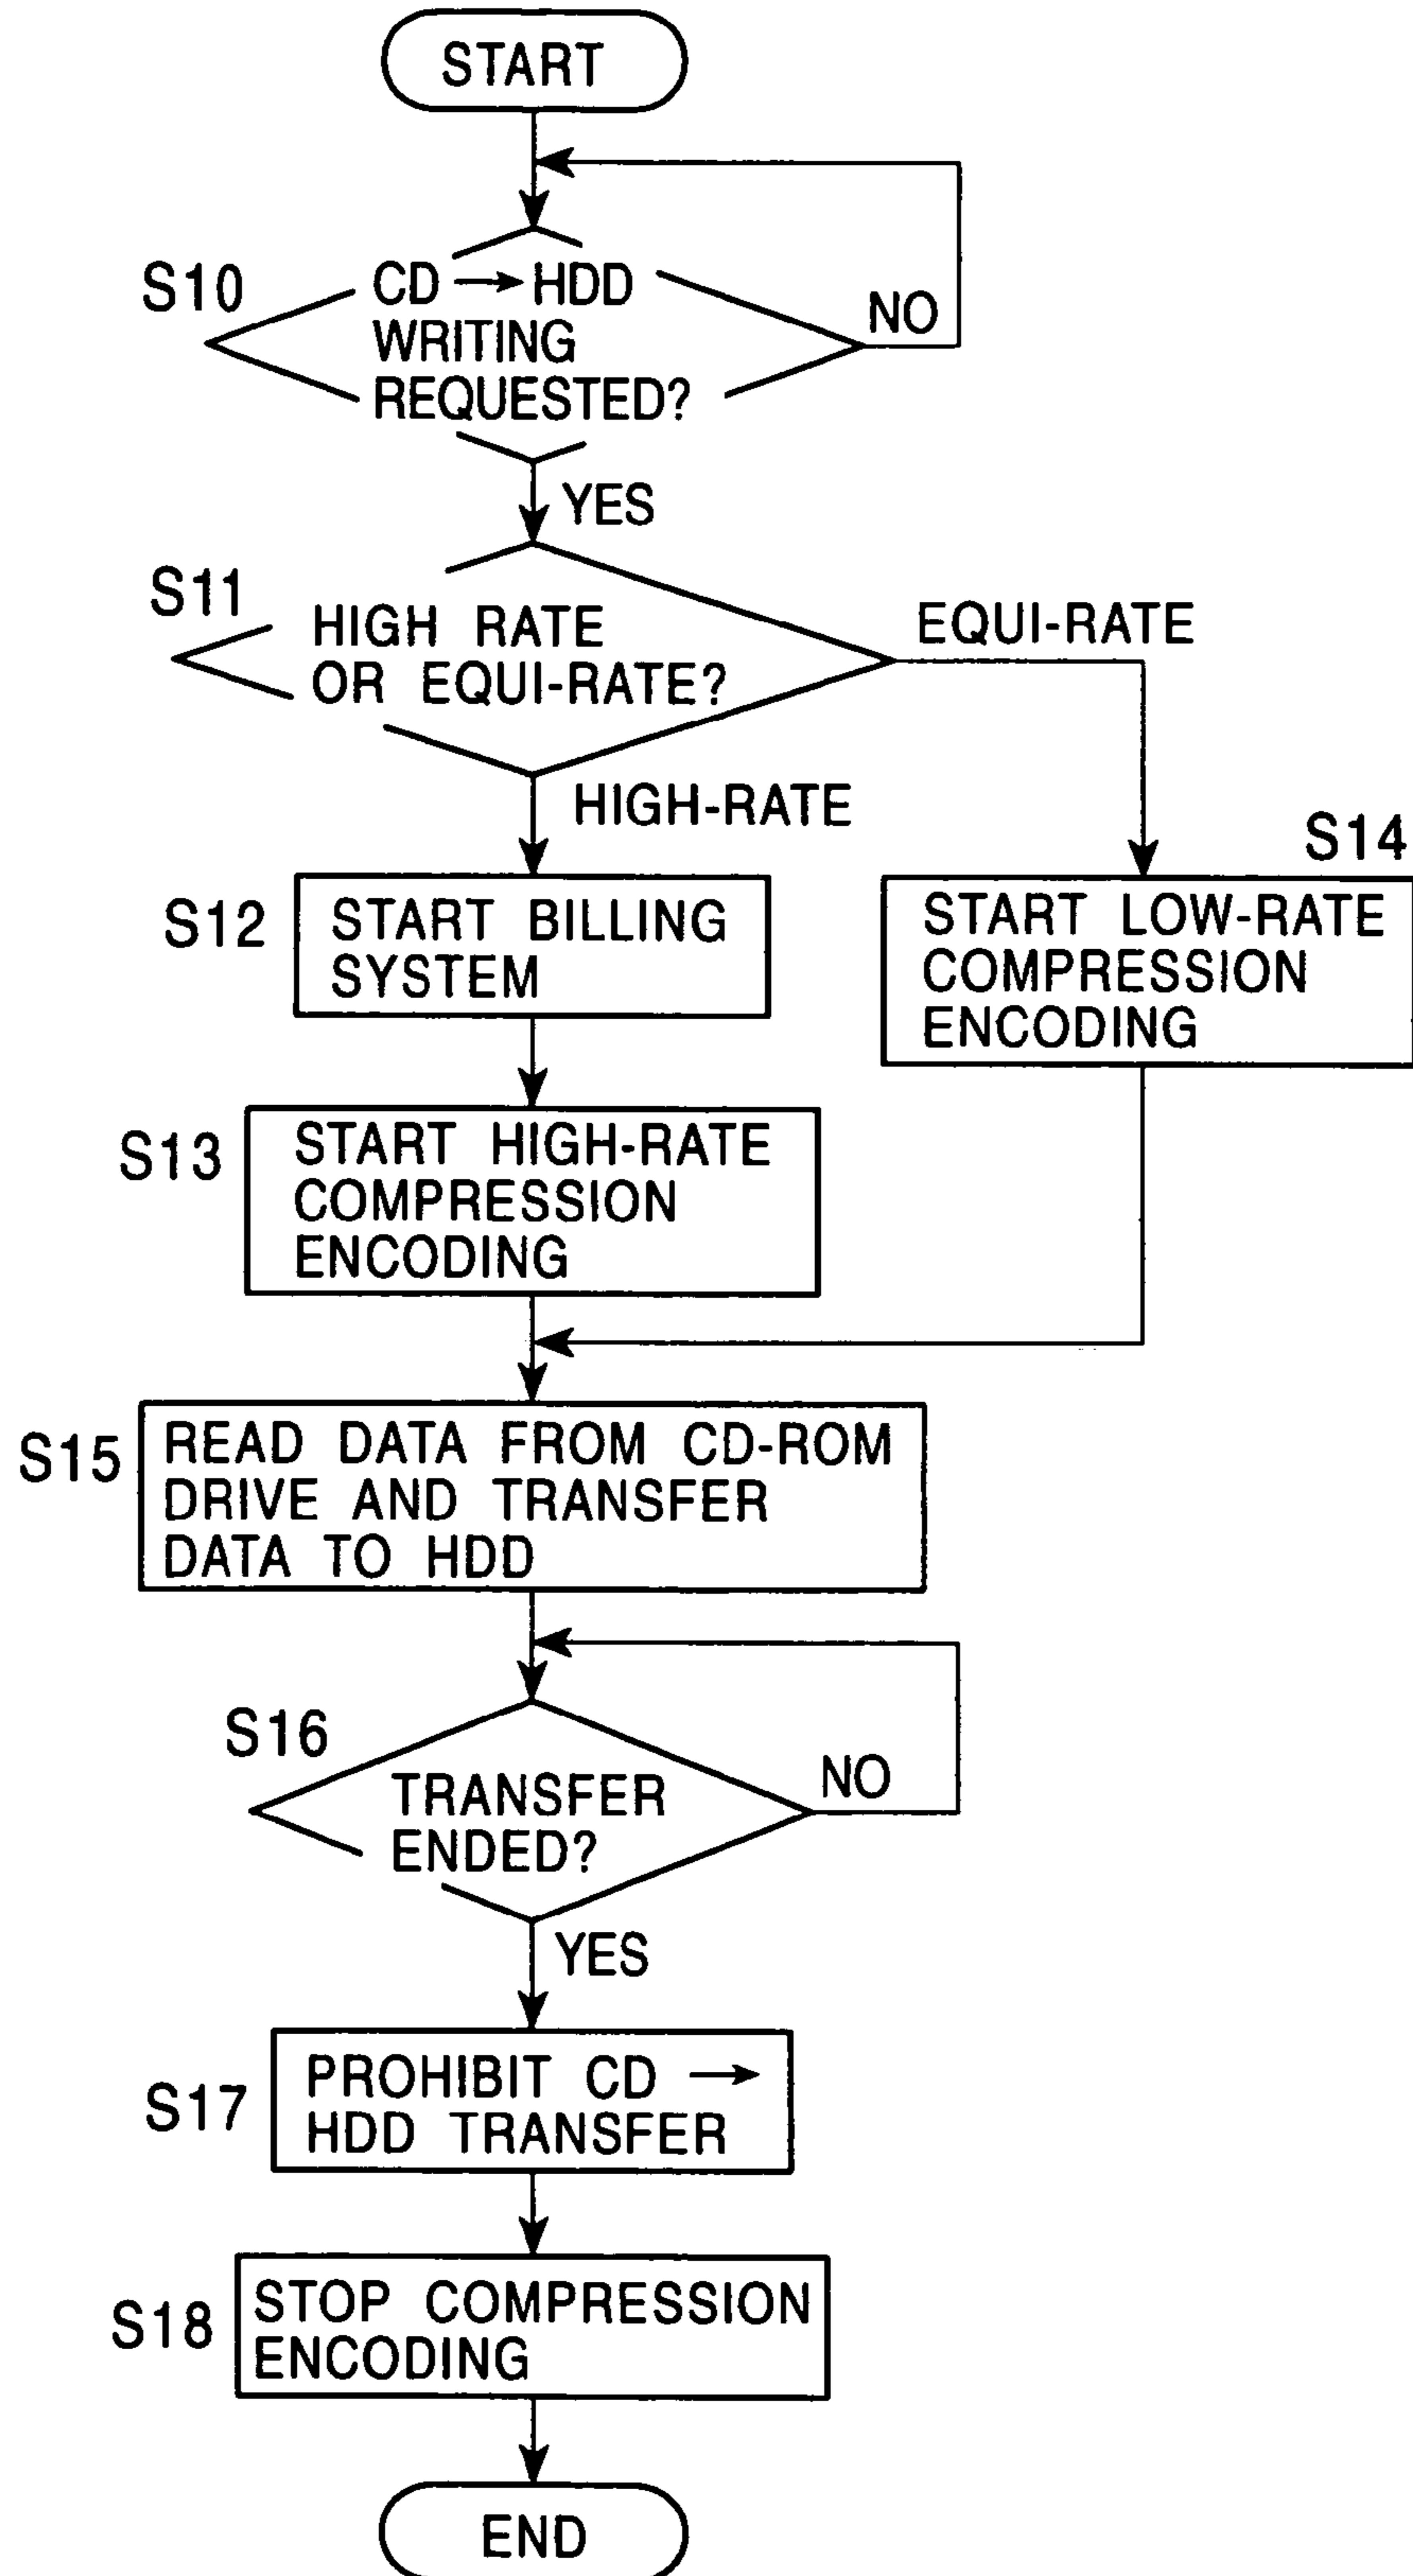 START
S10
CD → HDD
WRITING
REQUESTED?
NO
YES
S11
HIGH RATE
OR EQUI-RATE?
EQUI-RATE
HIGH-RATE
S12
START BILLING
SYSTEM
S14
START LOW-RATE
COMPRESSION
ENCODING
S13
START HIGH-RATE
COMPRESSION
ENCODING
S15
READ DATA FROM CD-ROM
DRIVE AND TRANSFER
DATA TO HDD
S16
TRANSFER
ENDED?
NO
YES
S17
PROHIBIT CD →
HDD TRANSFER
S18
STOP COMPRESSION
ENCODING
END